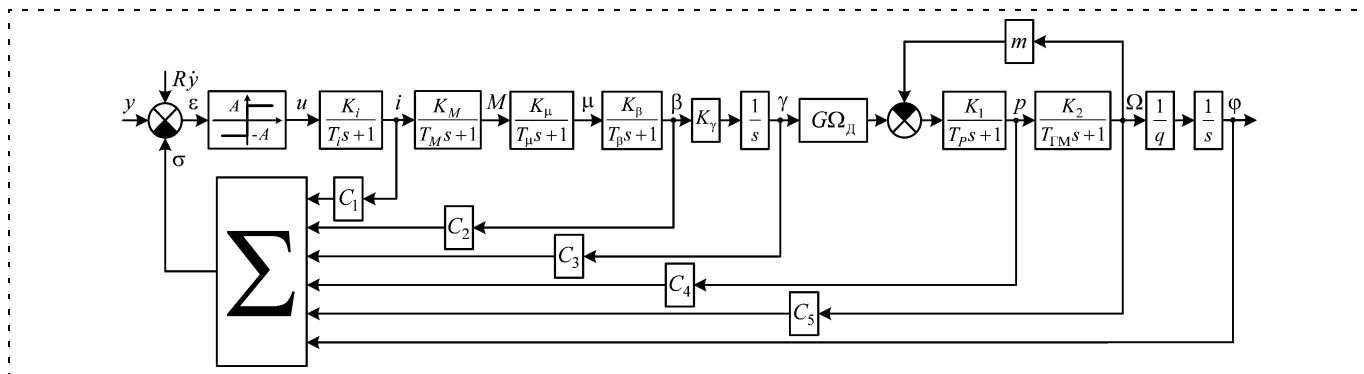 m
Rẏ
y ε A -A u K_i/(T_i s+1) i K_M/(T_M s+1) M K_μ/(T_μ s+1) μ K_β/(T_β s+1) β K_γ 1/s γ GΩ_Д K_1/(T_P s+1) p K_2/(T_ГМ s+1) Ω 1/q 1/s φ
σ
C_1
C_2
C_3
C_4
C_5
Σ